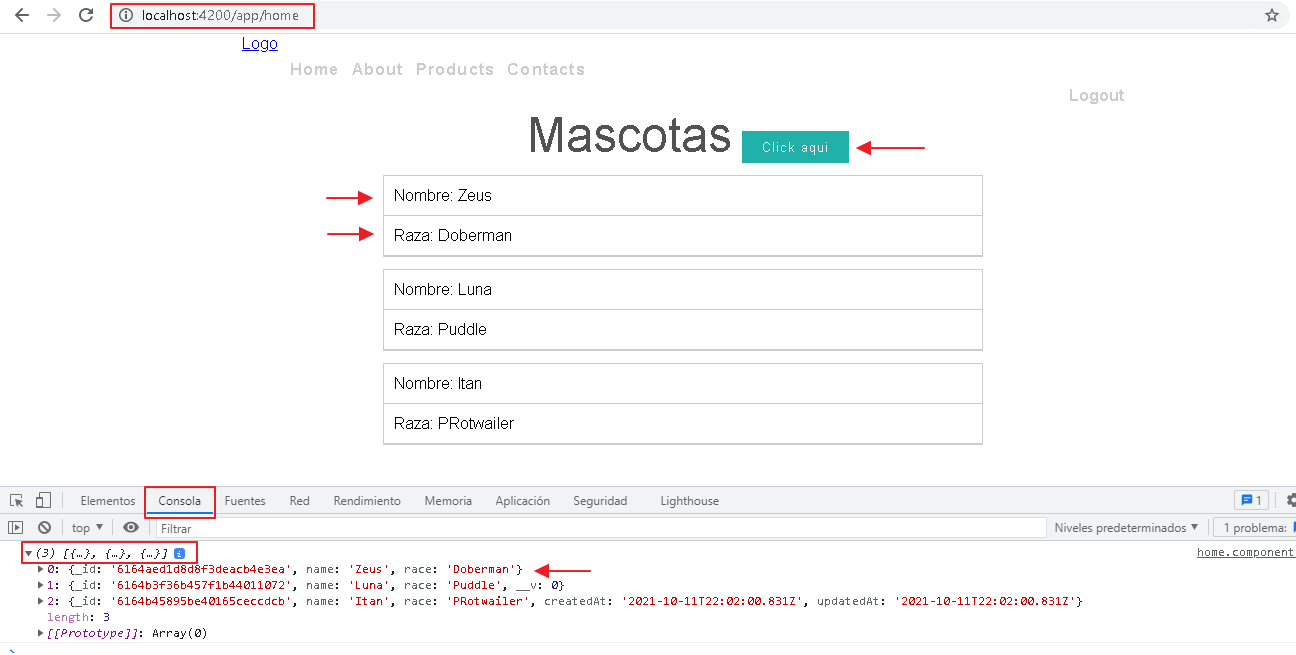 localhost:4200/app/home
Logo
Home About Products Contacts
Logout
Mascotas Click aqui
Nombre: Zeus
Raza: Doberman
Nombre: Luna
Raza: Puddle
Nombre: Itan
Raza: PRotwailer
Elementos Consola Fuentes Red Rendimiento Memoria Aplicación Seguridad Lighthouse 1
top ▼ Filtrar Niveles predeterminados ▼ 1 problema:
▼(3) [{…}, {…}, {…}] i home.component
▶0: {_id: '6164aed1d8d8f3deacb4e3ea', name: 'Zeus', race: 'Doberman'}
▶1: {_id: '6164b3f36b457f1b44011072', name: 'Luna', race: 'Puddle', __v: 0}
▶2: {_id: '6164b45895be40165ceccdcb', name: 'Itan', race: 'PRotwailer', createdAt: '2021-10-11T22:02:00.831Z', updatedAt: '2021-10-11T22:02:00.831Z'}
length: 3
▶[[Prototype]]: Array(0)